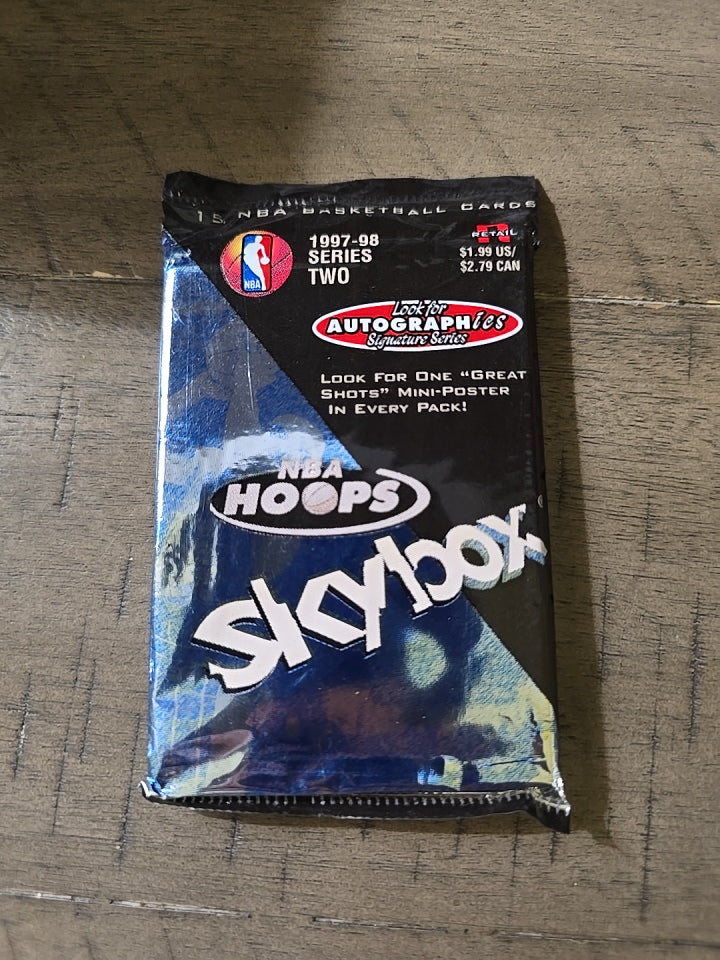 15 NBA BASKETBALL CARDS
NBA
1997-98
SERIES
TWO
RETAIL
$1.99 US/
$2.79 CAN
Look for
AUTOGRAPHics
Signature Series
LOOK FOR ONE "GREAT
SHOTS" MINI-POSTER
IN EVERY PACK!
NBA
HOOPS
skybox